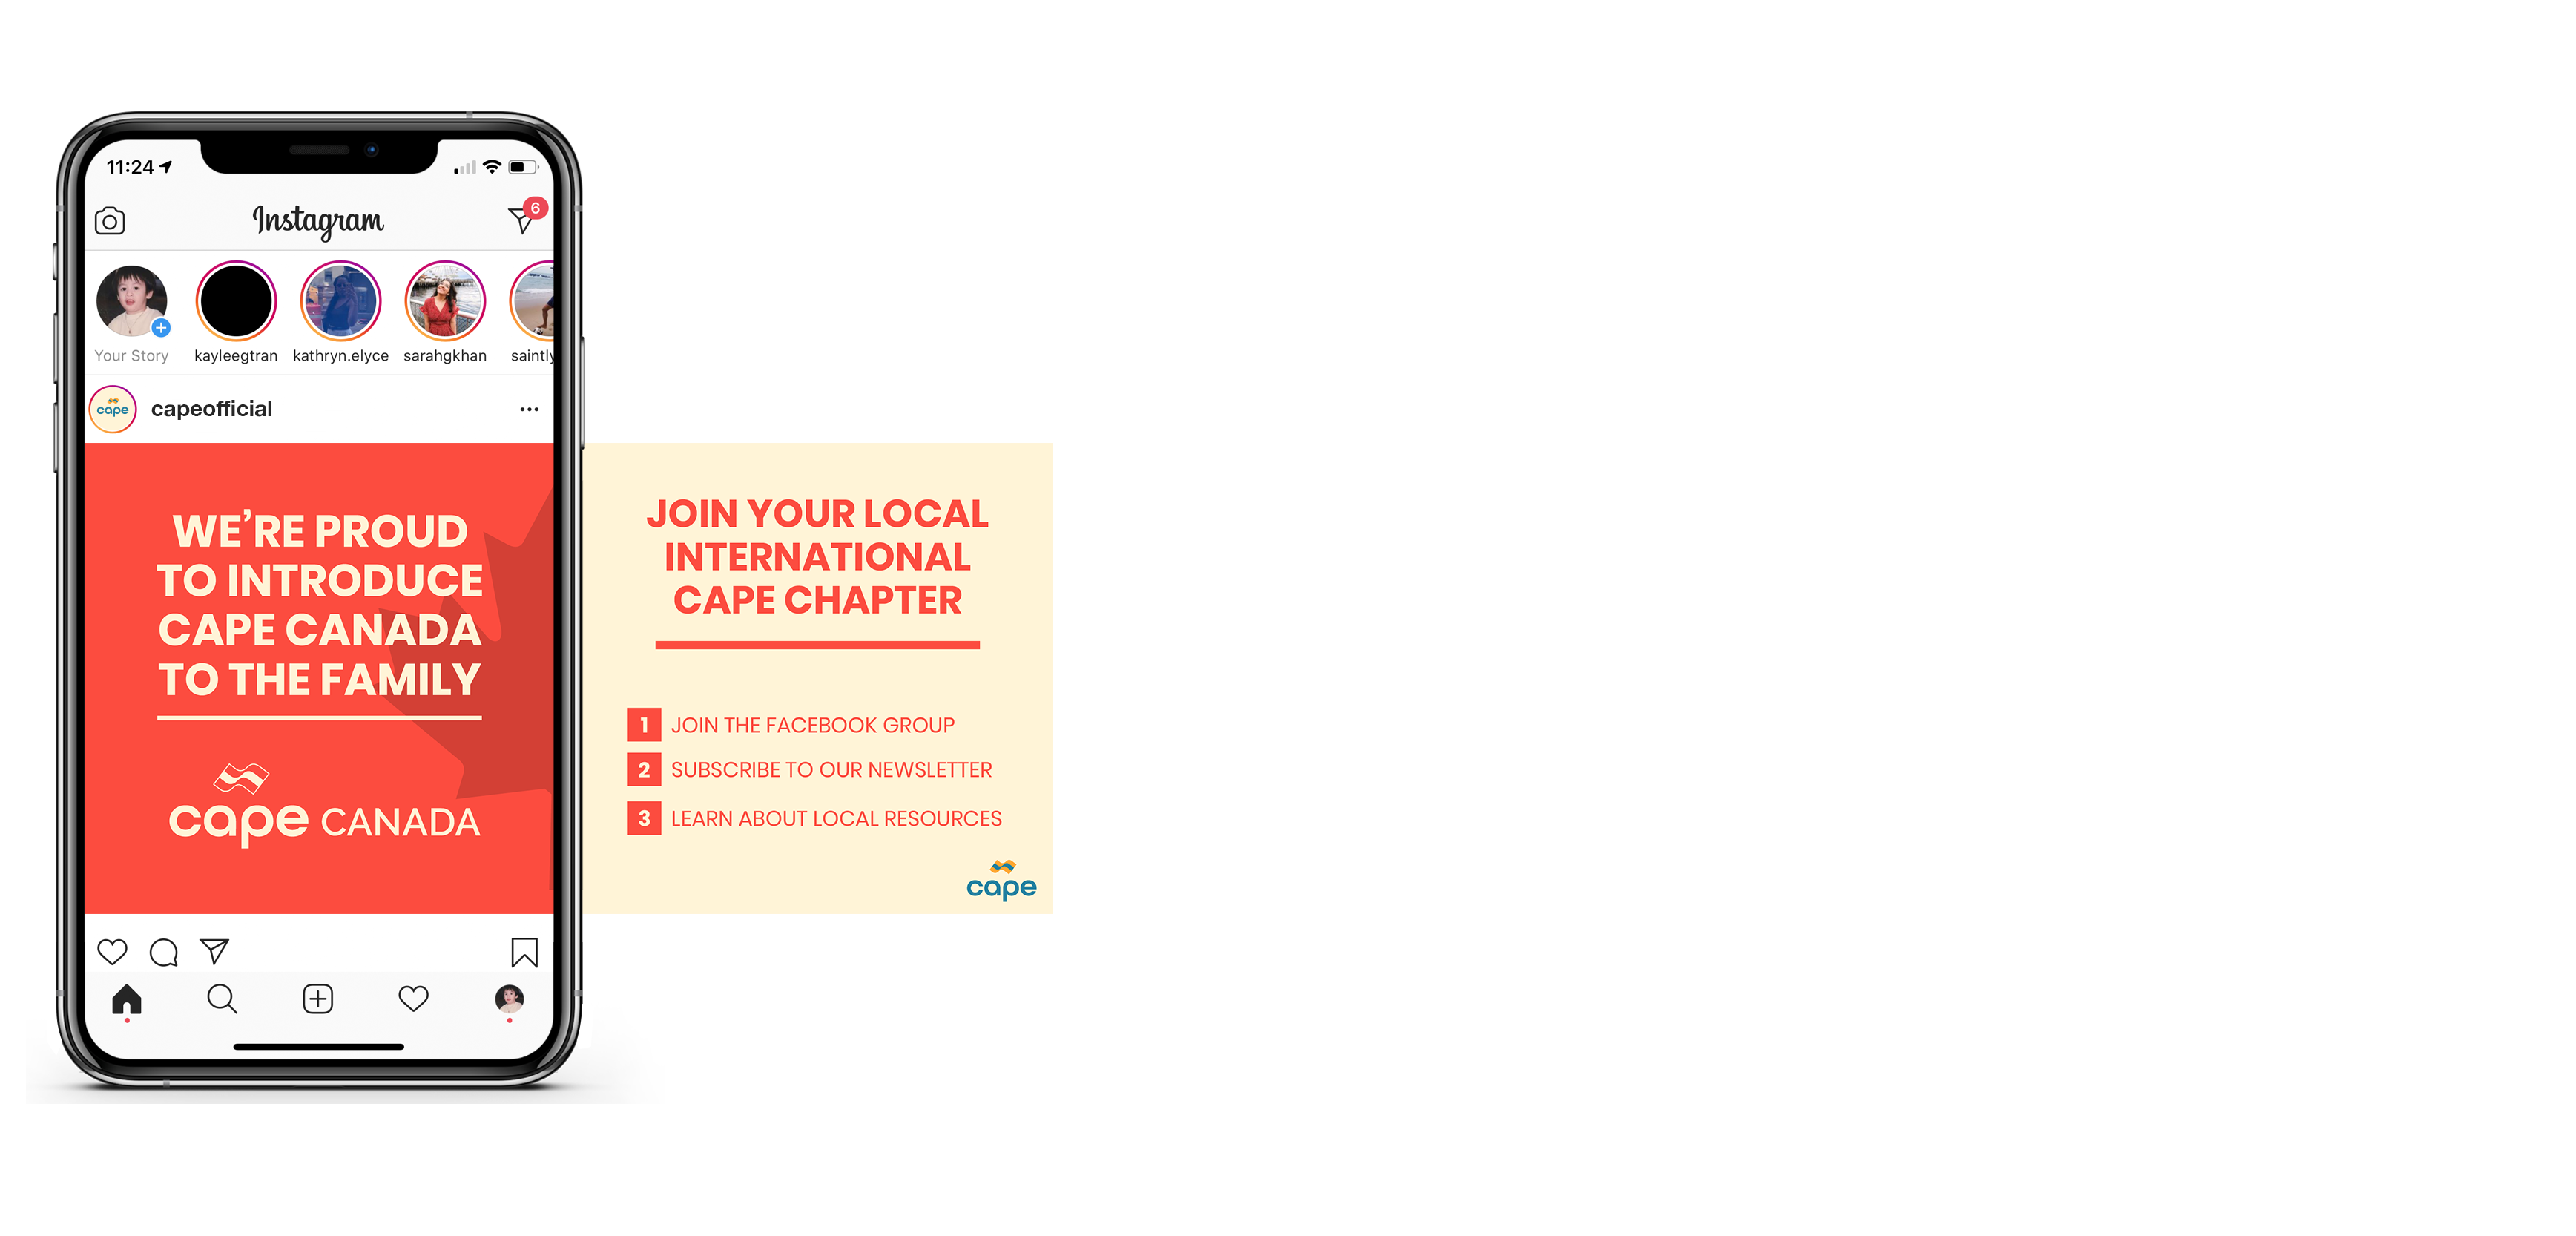 11:24
Instagram
6
Your Story
kayleegtran
kathryn.elyce
sarahgkhan
saintly
cape
capeofficial
WE’RE PROUD
TO INTRODUCE
CAPE CANADA
TO THE FAMILY
cape CANADA
JOIN YOUR LOCAL
INTERNATIONAL
CAPE CHAPTER
1 JOIN THE FACEBOOK GROUP
2 SUBSCRIBE TO OUR NEWSLETTER
3 LEARN ABOUT LOCAL RESOURCES
cape